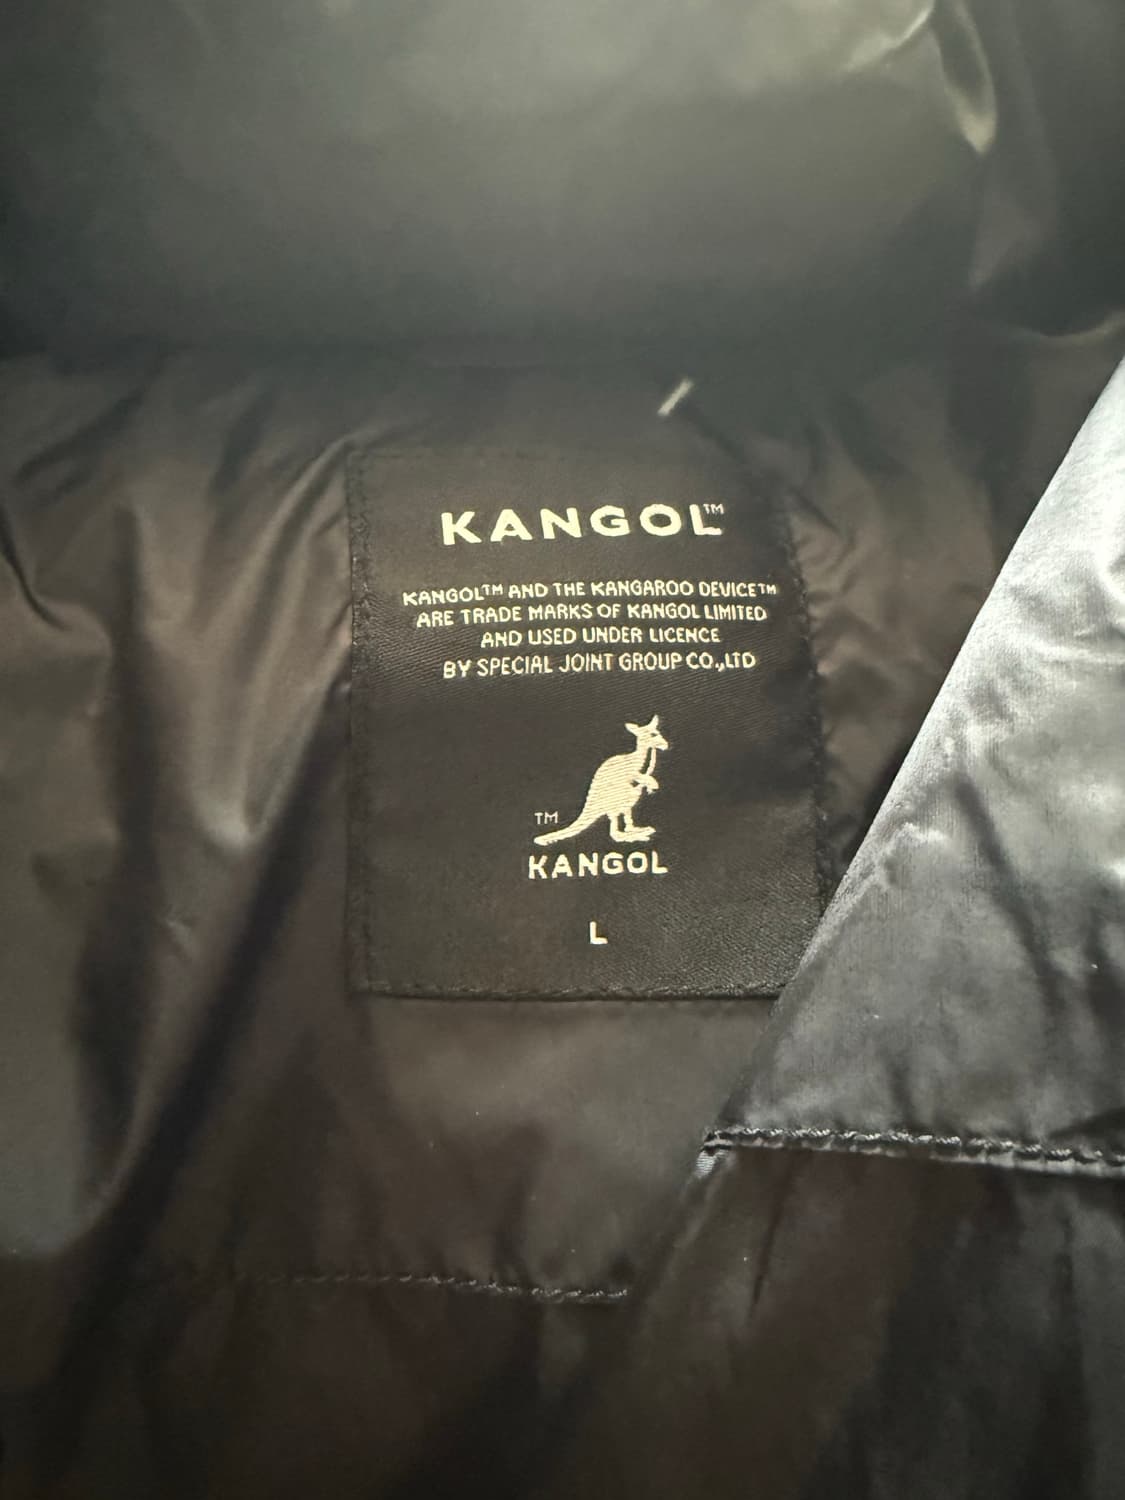 KANGOL™
KANGOL™ AND THE KANGAROO DEVICE™
ARE TRADE MARKS OF KANGOL LIMITED
AND USED UNDER LICENCE
BY SPECIAL JOINT GROUP CO.,LTD
TM
KANGOL
L